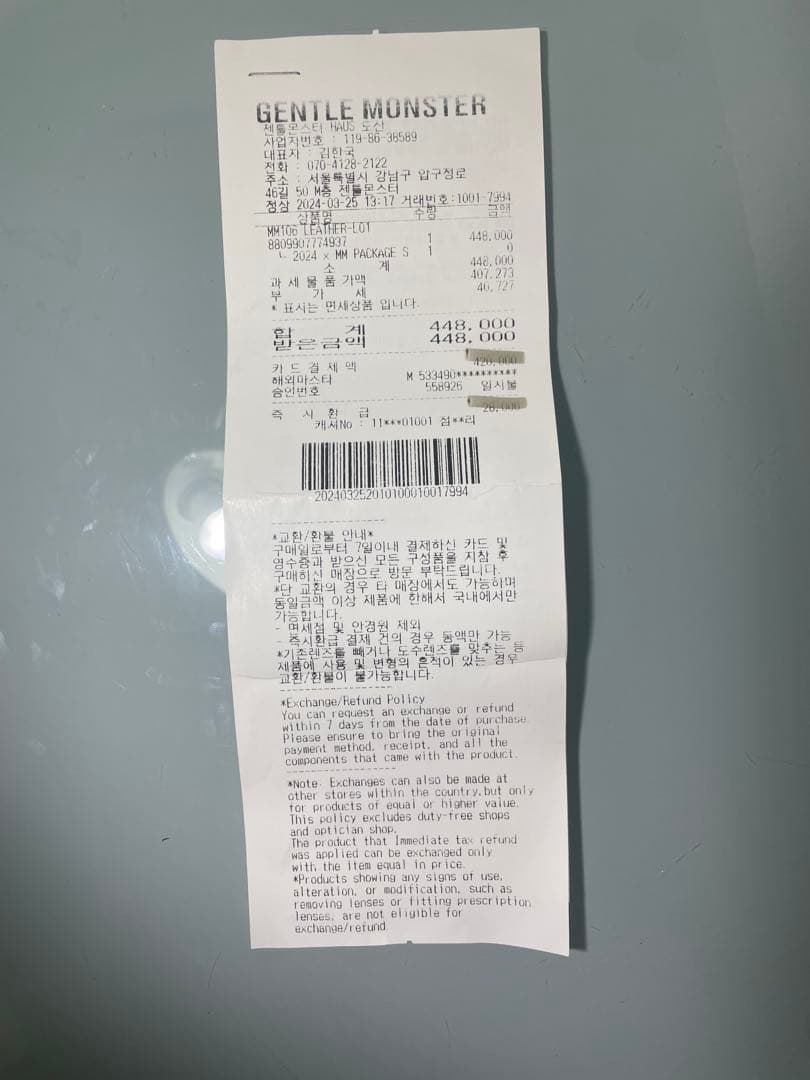 GENTLE MONSTER
젠틀몬스터 HAUS 도산
사업자번호 : 119-86-38589
대표자 : 김한국
전화 : 070-4128-2122
주소 : 서울특별시 강남구 압구정로
46길 50 M층 젠틀몬스터
정상 2024-03-25 13:17 거래번호:1001-7994
상품명 수량 금액
MM106 LEATHER-L01
8809907774937 1 448,000
ㄴ 2024 x MM PACKAGE S 1 0
소 계 448,000
과세물품가액 407,273
부 가 세 40,727
* 표시는 면세상품 입니다.
합 계 448,000
받은금액 448,000
카드결제액 420,000
해외마스타 M 533490**********
승인번호 558926 일시불
즉 시 환 급 28,000
캐셔No : 11***01001 점**리
20240325201010001001​7994
*교환/환불 안내*
구매일로부터 7일이내 결제하신 카드 및
영수증과 받으신 모든 구성품을 지참 후
구매하신 매장으로 방문 부탁드립니다.
*단 교환의 경우 타 매장에서도 가능하며
동일금액 이상 제품에 한해서 국내에서만
가능합니다.
- 면세점 및 안경원 제외
- 즉시환급 결제 건의 경우 동액만 가능
*기존렌즈를 빼거나 도수렌즈를 맞추는 등
제품에 사용 및 변형의 흔적이 있는 경우
교환/환불이 불가능합니다.
*Exchange/Refund Policy
You can request an exchange or refund
within 7 days from the date of purchase.
Please ensure to bring the original
payment method, receipt, and all the
components that came with the product.
*Note: Exchanges can also be made at
other stores within the country,but only
for products of equal or higher value.
This policy excludes duty-free shops
and optician shop.
The product that Immediate tax refund
was applied can be exchanged only
with the item equal in price.
*Products showing any signs of use,
alteration, or modification, such as
removing lenses or fitting prescription
lenses, are not eligible for
exchange/refund.